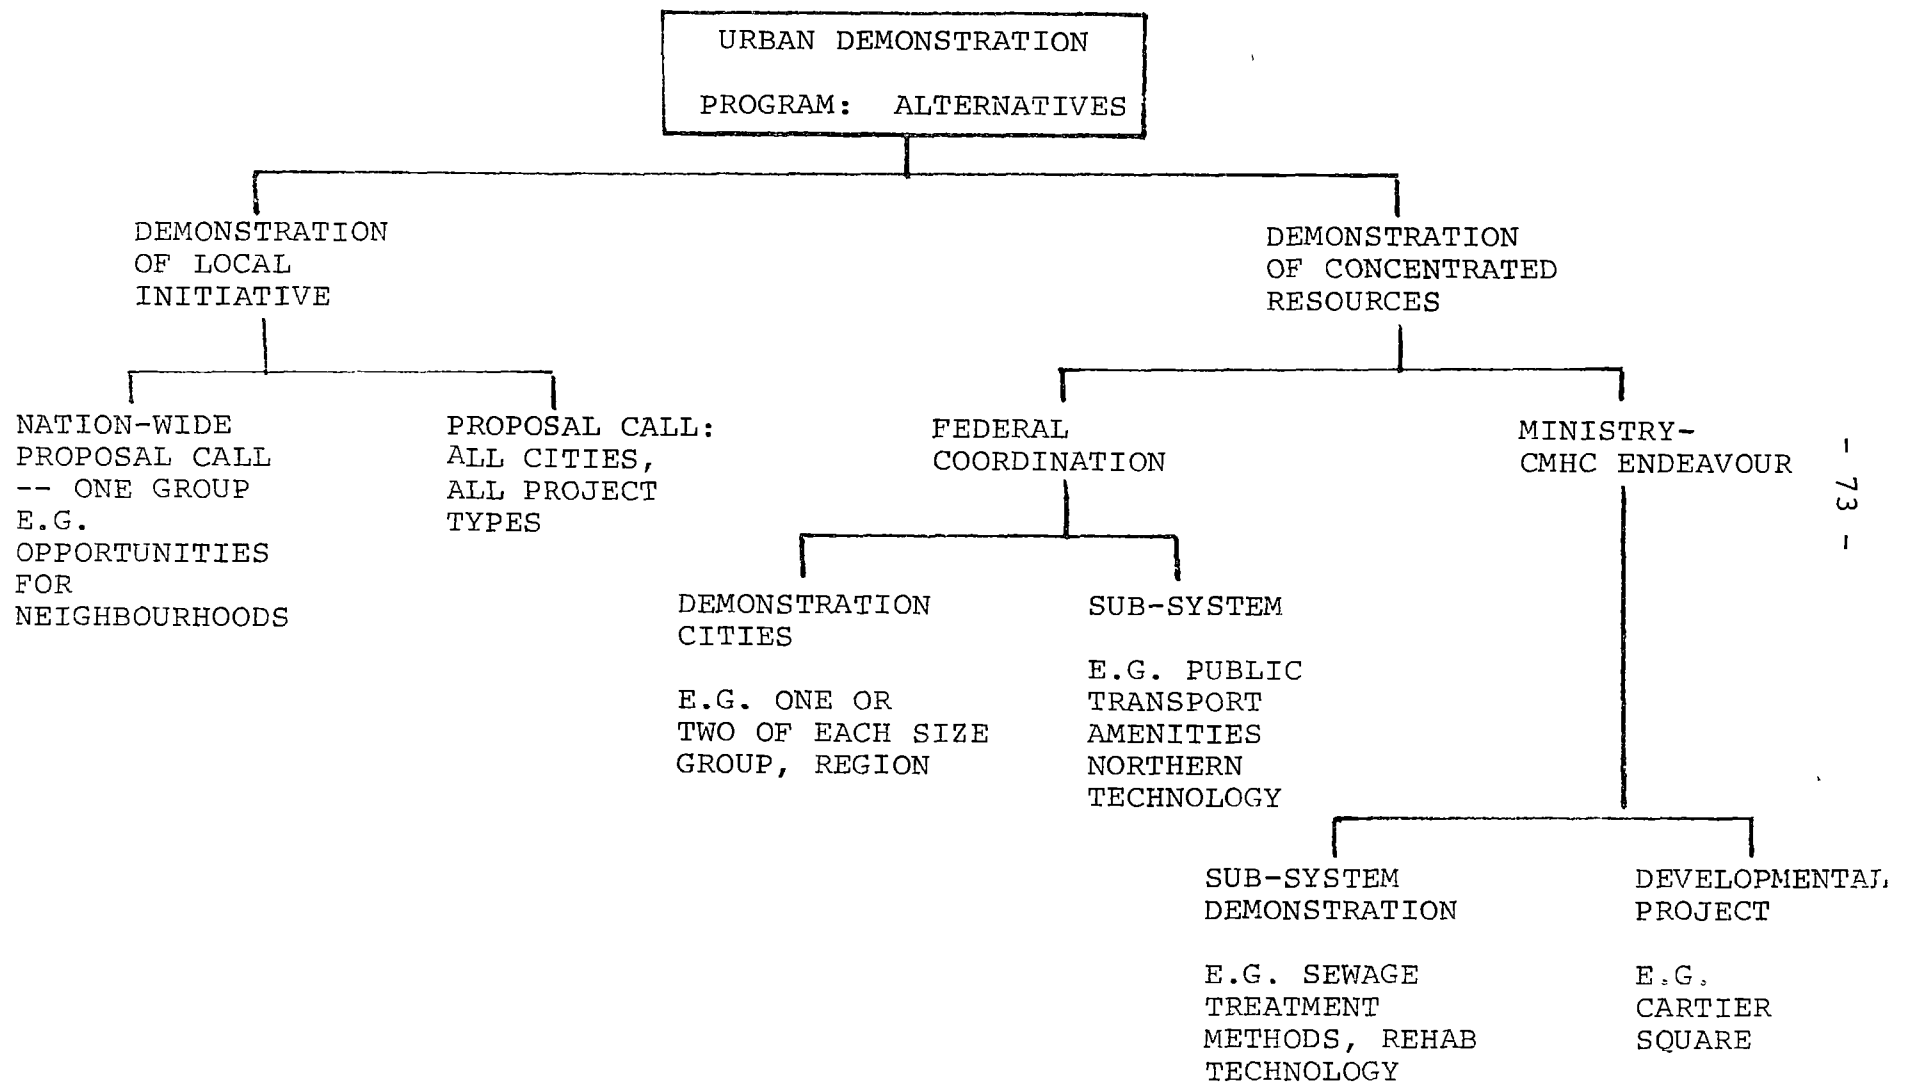 URBAN DEMONSTRATION
PROGRAM: ALTERNATIVES
DEMONSTRATION
OF LOCAL
INITIATIVE
DEMONSTRATION
OF CONCENTRATED
RESOURCES
NATION-WIDE
PROPOSAL CALL
-- ONE GROUP
E.G.
OPPORTUNITIES
FOR
NEIGHBOURHOODS
PROPOSAL CALL:
ALL CITIES,
ALL PROJECT
TYPES
FEDERAL
COORDINATION
MINISTRY-
CMHC ENDEAVOUR
DEMONSTRATION
CITIES
E.G. ONE OR
TWO OF EACH SIZE
GROUP, REGION
SUB-SYSTEM
E.G. PUBLIC
TRANSPORT
AMENITIES
NORTHERN
TECHNOLOGY
SUB-SYSTEM
DEMONSTRATION
E.G. SEWAGE
TREATMENT
METHODS, REHAB
TECHNOLOGY
DEVELOPMENTAL
PROJECT
E.G.
CARTIER
SQUARE
- 73 -